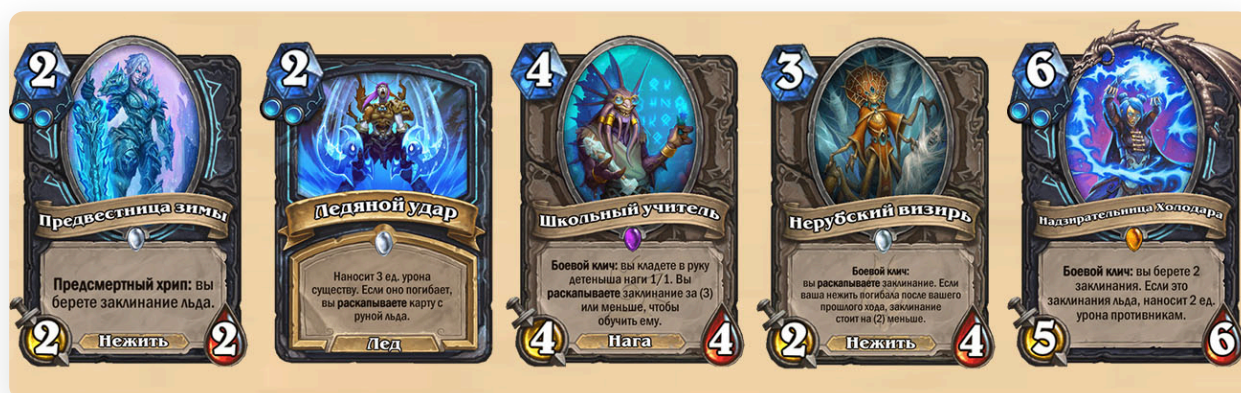 2
Предвестница зимы
Предсмертный хрип: вы
берете заклинание льда.
2
Нежить
2
2
Ледяной удар
Наносит 3 ед. урона
существу. Если оно погибает,
вы раскапываете карту с
руной льда.
Лед
4
Школьный учитель
Боевой клич: вы кладете в руку
детеныша наги 1/1. Вы
раскапываете заклинание за (3)
или меньше, чтобы
обучить ему.
4
Нага
4
3
Нерубский визирь
Боевой клич:
вы раскапываете заклинание. Если
ваша нежить погибала после вашего
прошлого хода, заклинание
стоит на (2) меньше.
2
Нежить
4
6
Надзирательница Холодара
Боевой клич: вы берете 2
заклинания. Если это
заклинания льда, наносит 2 ед.
урона противникам.
5
6